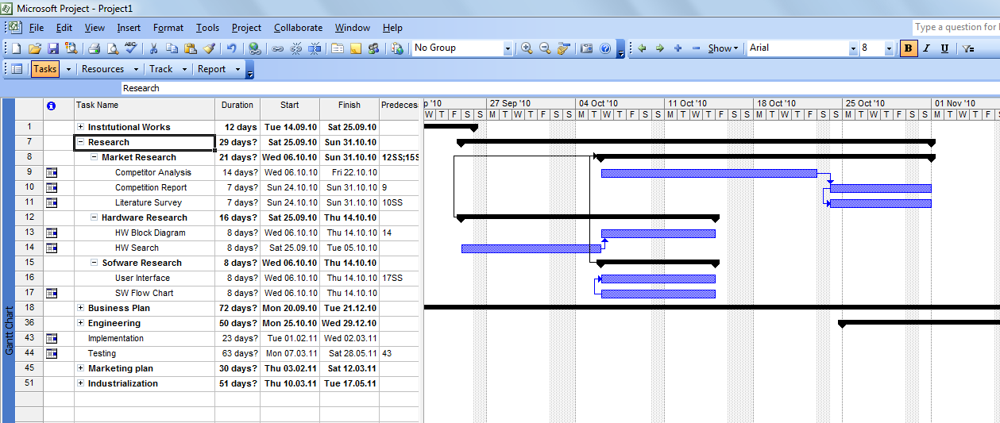 Microsoft Project - Project1
File Edit View Insert Format Tools Project Collaborate Window Help
Type a question for
No Group Show Arial 8 B I U
Tasks Resources Track Report
Research
Task Name Duration Start Finish Predeces
p '10 27 Sep '10 04 Oct '10 11 Oct '10 18 Oct '10 25 Oct '10 01 Nov '10
W T F S S M T W T F S S M T W T F S S M T W T F S S M T W T F S S M T W T F S S M T W T F S
1 Institutional Works 12 days Tue 14.09.10 Sat 25.09.10
7 Research 29 days? Sat 25.09.10 Sun 31.10.10
8 Market Research 21 days? Wed 06.10.10 Sun 31.10.10 12SS;15S
9 Competitor Analysis 14 days? Wed 06.10.10 Fri 22.10.10
10 Competition Report 7 days? Sun 24.10.10 Sun 31.10.10 9
11 Literature Survey 7 days? Sun 24.10.10 Sun 31.10.10 10SS
12 Hardware Research 16 days? Sat 25.09.10 Thu 14.10.10
13 HW Block Diagram 8 days? Wed 06.10.10 Thu 14.10.10 14
14 HW Search 8 days? Sat 25.09.10 Tue 05.10.10
15 Sofware Research 8 days? Wed 06.10.10 Thu 14.10.10
16 User Interface 8 days? Wed 06.10.10 Thu 14.10.10 17SS
17 SW Flow Chart 8 days? Wed 06.10.10 Thu 14.10.10
18 Business Plan 72 days? Mon 20.09.10 Tue 21.12.10
36 Engineering 50 days? Mon 25.10.10 Wed 29.12.10
43 Implementation 23 days? Tue 01.02.11 Wed 02.03.11
44 Testing 63 days? Mon 07.03.11 Sat 28.05.11 43
45 Marketing plan 30 days? Thu 03.02.11 Sat 12.03.11
51 Industrialization 51 days? Thu 10.03.11 Tue 17.05.11
Gantt Chart